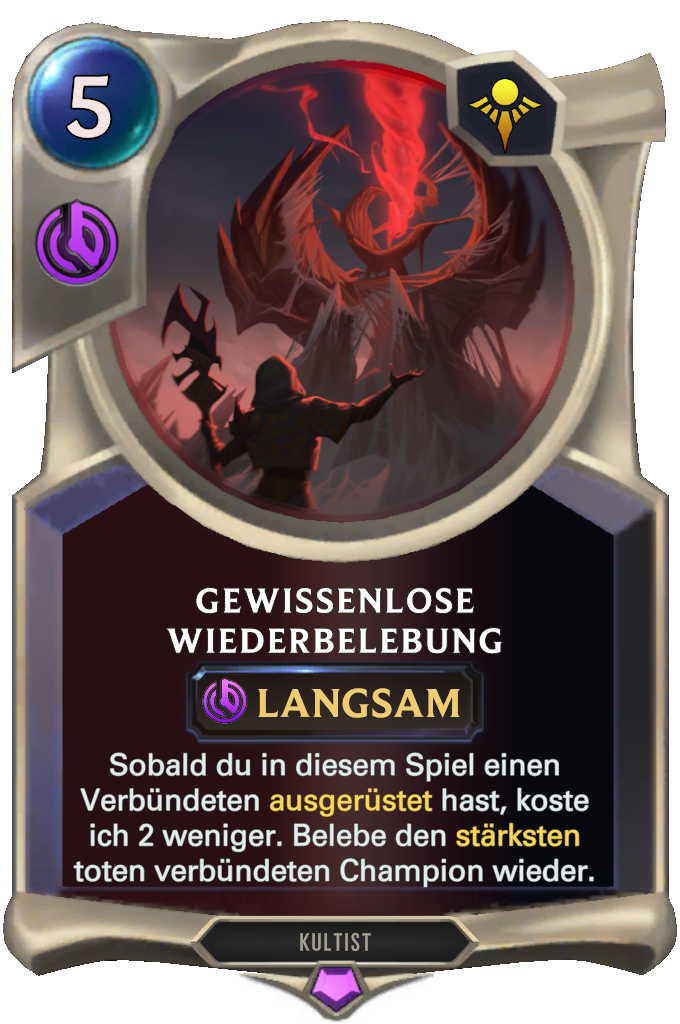 5
GEWISSENLOSE
WIEDERBELEBUNG
LANGSAM
Sobald du in diesem Spiel einen
Verbündeten ausgerüstet hast, koste
ich 2 weniger. Belebe den stärksten
toten verbündeten Champion wieder.
KULTIST